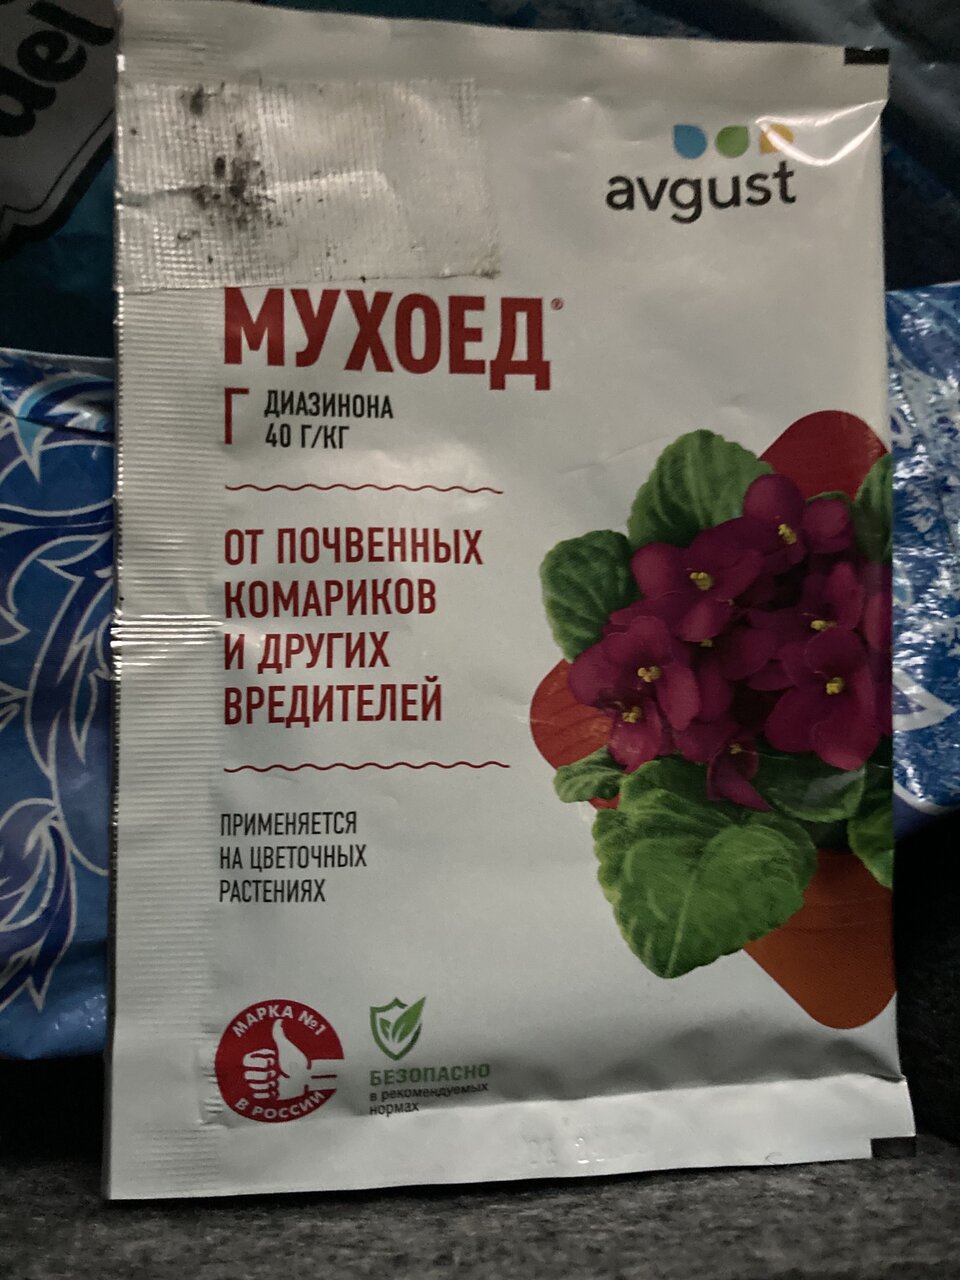 del
avgust
МУХОЕД®
Г ДИАЗИНОНА
40 Г/КГ
ОТ ПОЧВЕННЫХ
КОМАРИКОВ
И ДРУГИХ
ВРЕДИТЕЛЕЙ
ПРИМЕНЯЕТСЯ
НА ЦВЕТОЧНЫХ
РАСТЕНИЯХ
МАРКА №1
В РОССИИ
БЕЗОПАСНО
в рекомендуемых
нормах